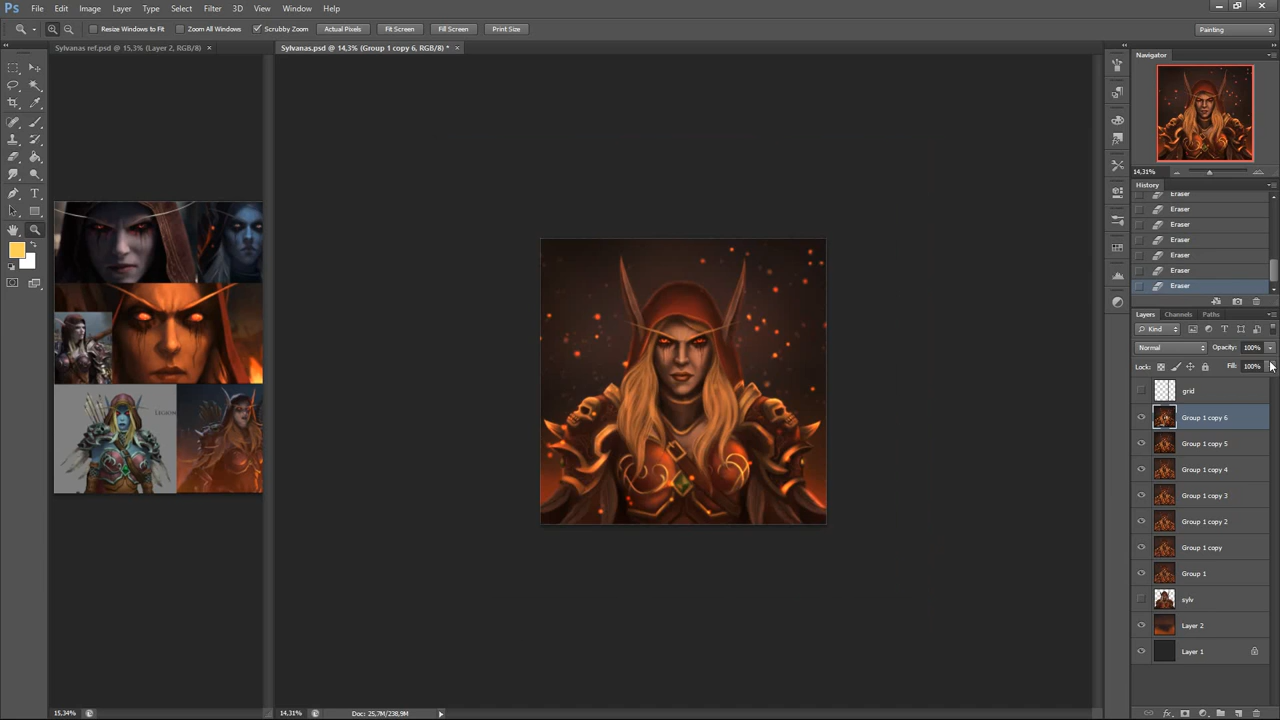 Ps File Edit Image Layer Type Select Filter 3D View Window Help
Resize Windows to Fit Zoom All Windows Scrubby Zoom Actual Pixels Fit Screen Fill Screen Print Size Painting
Sylvanas ref.psd @ 15,3% (Layer 2, RGB/8) × Sylvanas.psd @ 14,3% (Group 1 copy 6, RGB/8) * ×
Navigator
14,31%
History
Eraser
Eraser
Eraser
Eraser
Eraser
Eraser
Eraser
Layers Channels Paths
Kind
Normal Opacity: 100%
Lock: Fill: 100%
grid
Group 1 copy 6
Group 1 copy 5
Group 1 copy 4
Group 1 copy 3
Group 1 copy 2
Group 1 copy
Group 1
sylv
Layer 2
Layer 1
LEGION
15,34% 14,31% Doc: 25,7M/238,9M